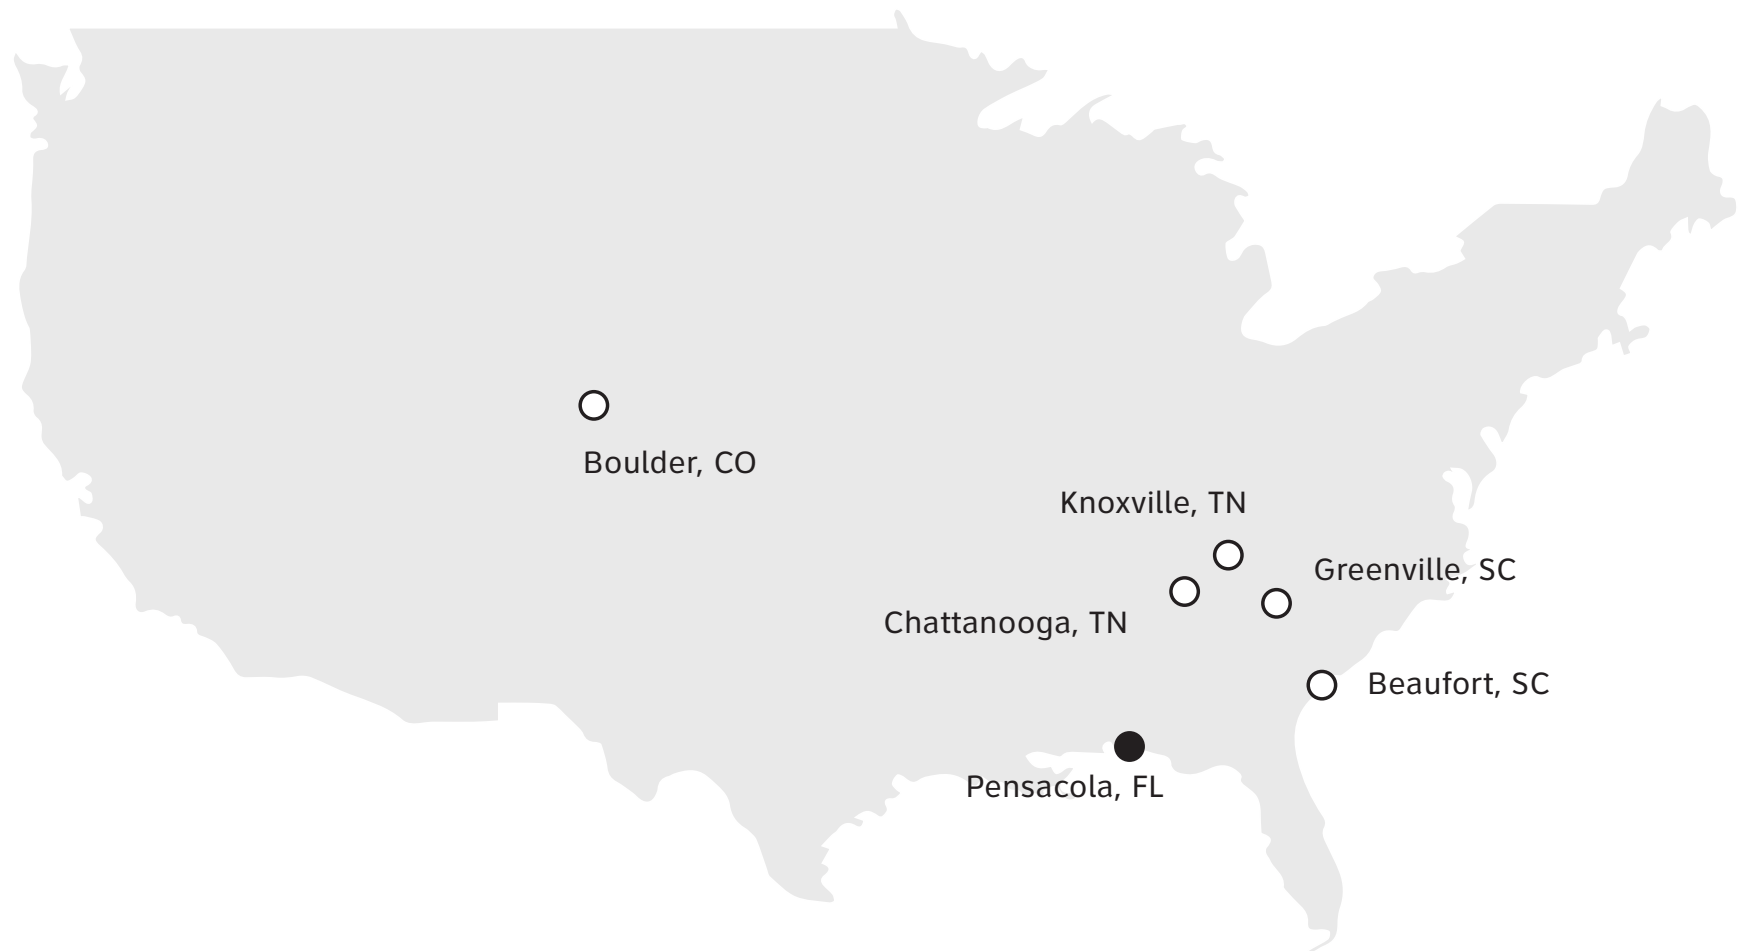 Boulder, CO
Knoxville, TN
Greenville, SC
Chattanooga, TN
Beaufort, SC
Pensacola, FL